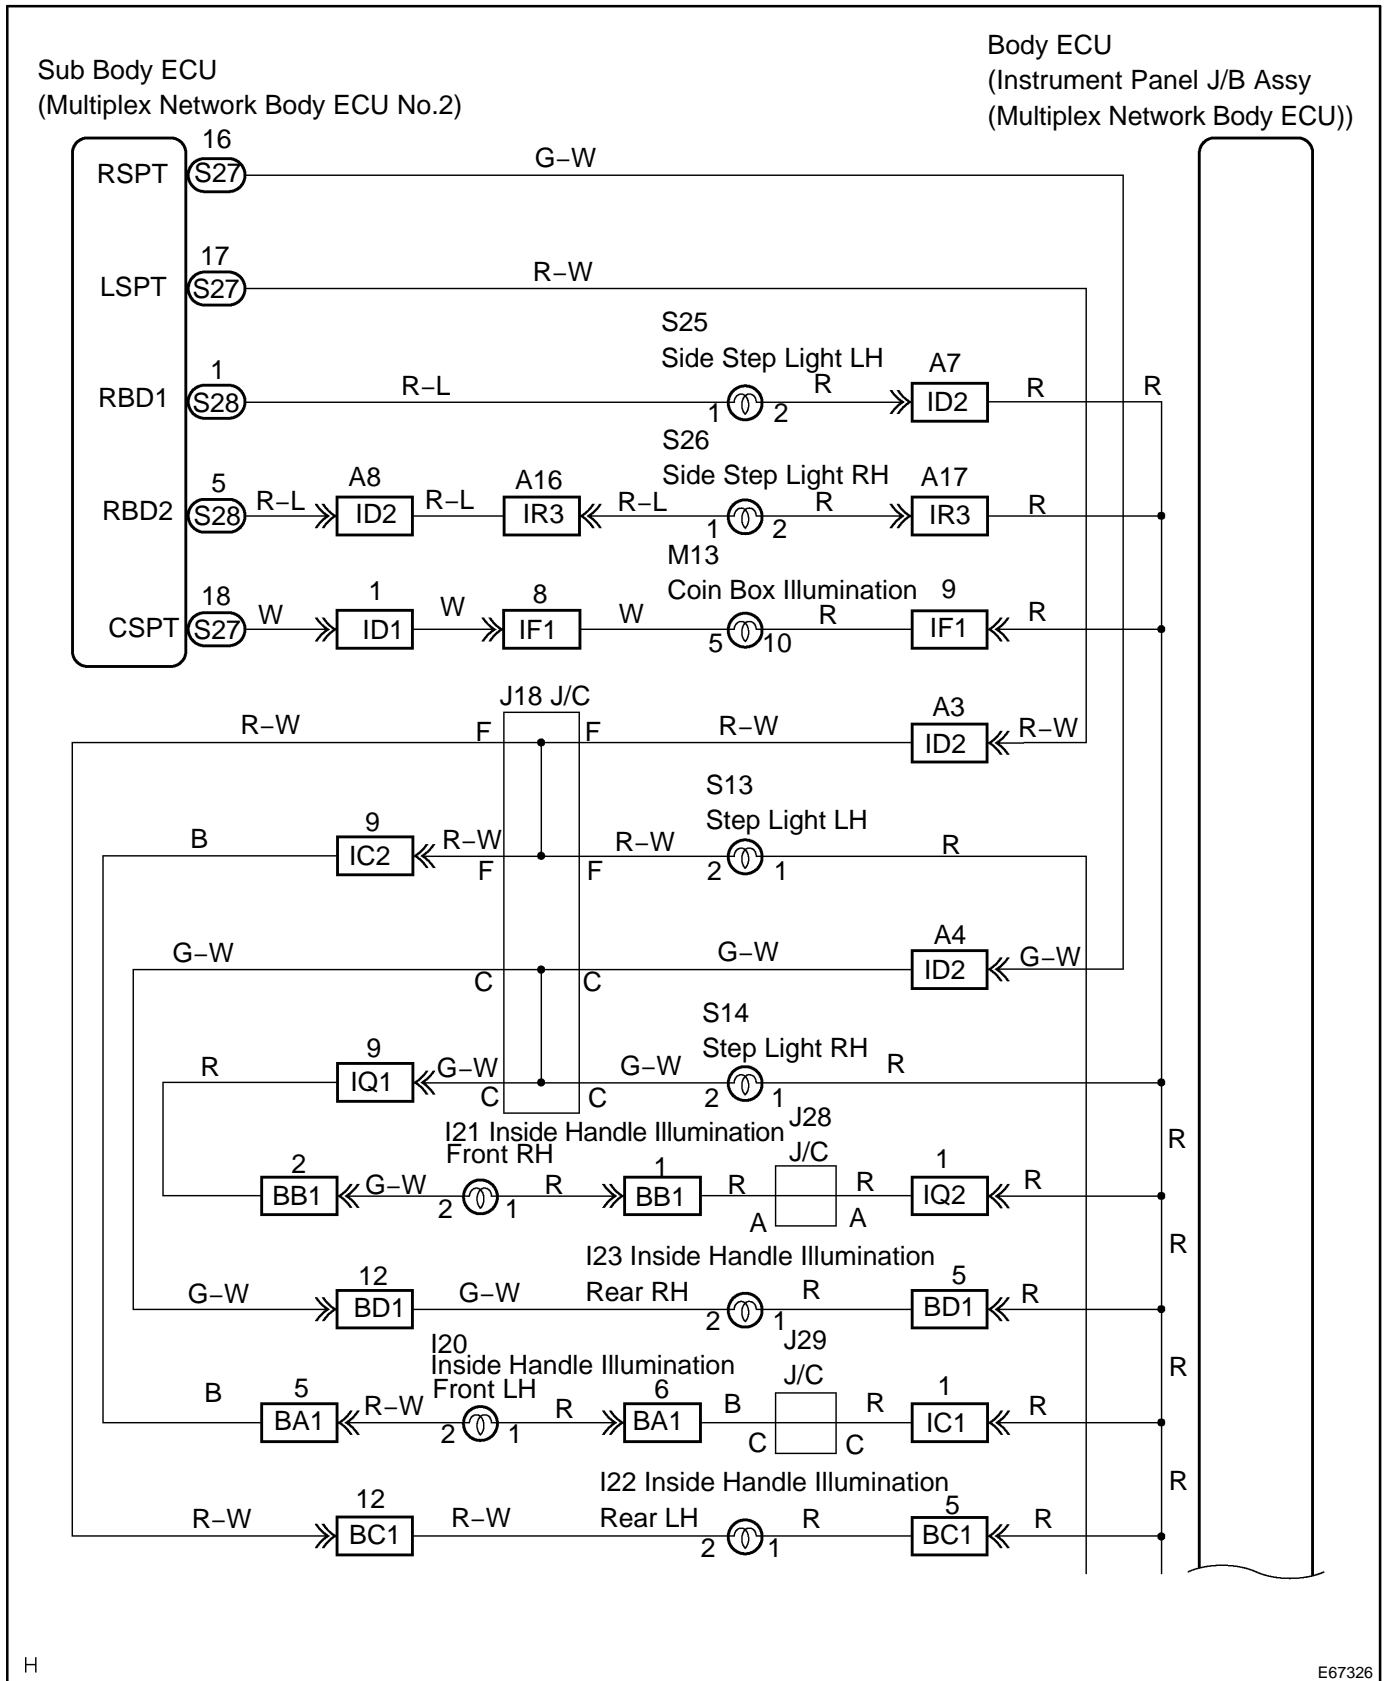 Sub Body ECU
(Multiplex Network Body ECU No.2)
Body ECU
(Instrument Panel J/B Assy
(Multiplex Network Body ECU))
16
RSPT S27 G−W
17
LSPT S27 R−W
S25
Side Step Light LH
1 A7
RBD1 S28 R−L 1 2 R ID2 R R
S26
Side Step Light RH
5 A8 A16 A17
RBD2 S28 R−L ID2 R−L IR3 R−L 1 2 R IR3 R
M13
Coin Box Illumination
18 1 8 9
CSPT S27 W ID1 W IF1 W 5 10 R IF1 R
J18 J/C
A3
R−W F F R−W ID2 R−W
S13
Step Light LH
9
B IC2 R−W F F R−W 2 1 R
A4
G−W C C G−W ID2 G−W
S14
Step Light RH
9
R IQ1 G−W C C G−W 2 1 R
R
I21 Inside Handle Illumination
Front RH
J28
J/C
2 1 1
BB1 G−W 2 1 R BB1 R A A R IQ2 R
R
I23 Inside Handle Illumination
Rear RH
12 5
G−W BD1 G−W 2 1 R BD1 R
R
I20
Inside Handle Illumination
Front LH
J29
J/C
5 6 1
B BA1 R−W 2 1 R BA1 B C C R IC1 R
R
I22 Inside Handle Illumination
Rear LH
12 5
R−W BC1 R−W 2 1 R BC1 R
H
E67326